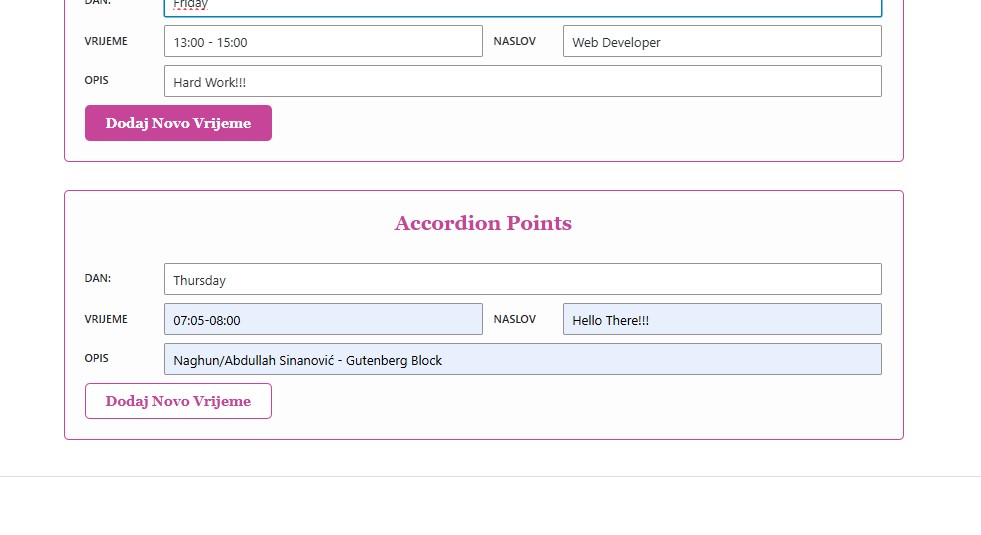 DAN: Friday
VRIJEME 13:00 - 15:00 NASLOV Web Developer
OPIS Hard Work!!!
Dodaj Novo Vrijeme
Accordion Points
DAN: Thursday
VRIJEME 07:05-08:00 NASLOV Hello There!!!
OPIS Naghun/Abdullah Sinanović - Gutenberg Block
Dodaj Novo Vrijeme